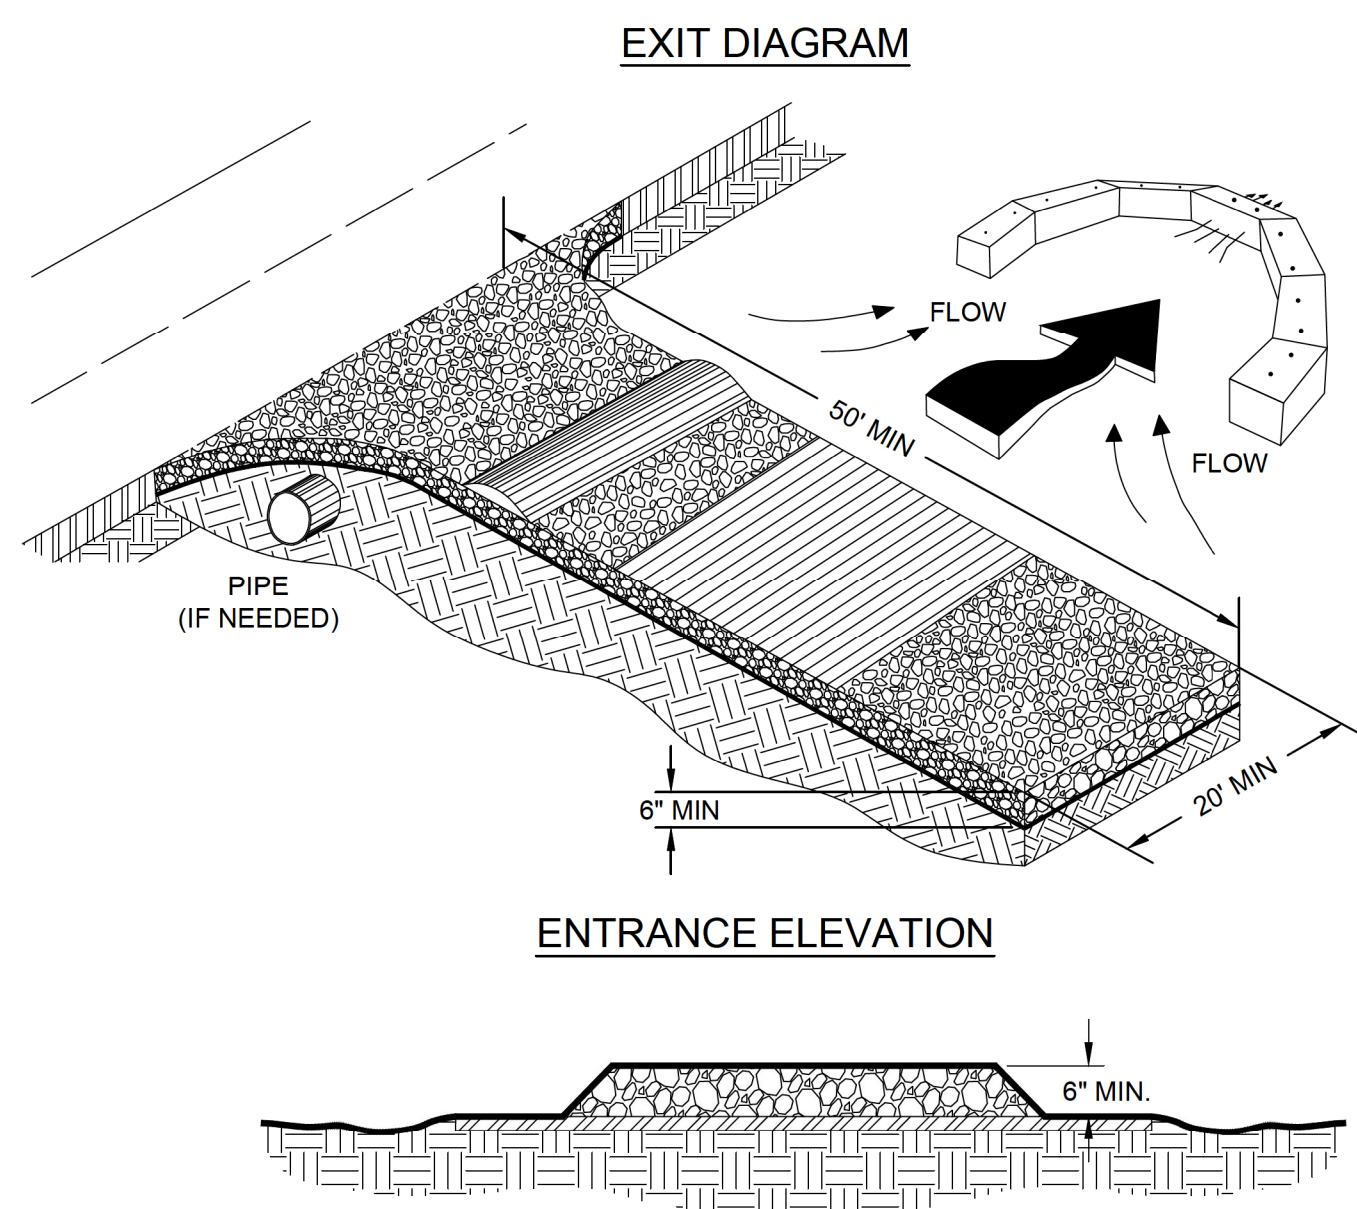 EXIT DIAGRAM
FLOW
50' MIN
FLOW
PIPE
(IF NEEDED)
20' MIN
6" MIN
ENTRANCE ELEVATION
6" MIN.